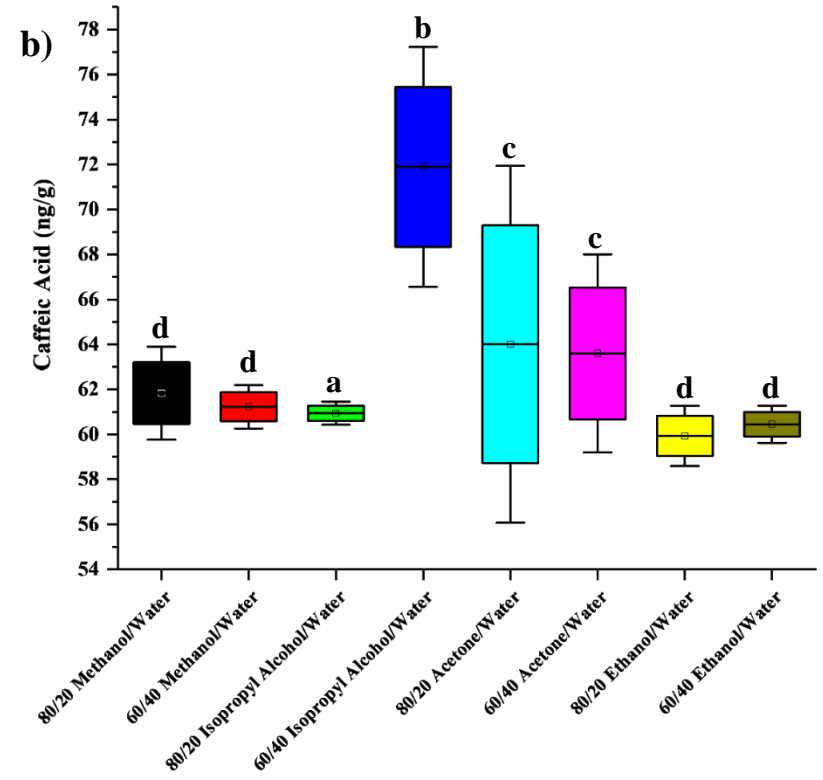 b)
Caffeic Acid (ng/g)
78
76
74
72
70
68
66
64
62
60
58
56
54
d
d
a
b
c
c
d
d
80/20 Methanol/Water
60/40 Methanol/Water
80/20 Isopropyl Alcohol/Water
60/40 Isopropyl Alcohol/Water
80/20 Acetone/Water
60/40 Acetone/Water
80/20 Ethanol/Water
60/40 Ethanol/Water